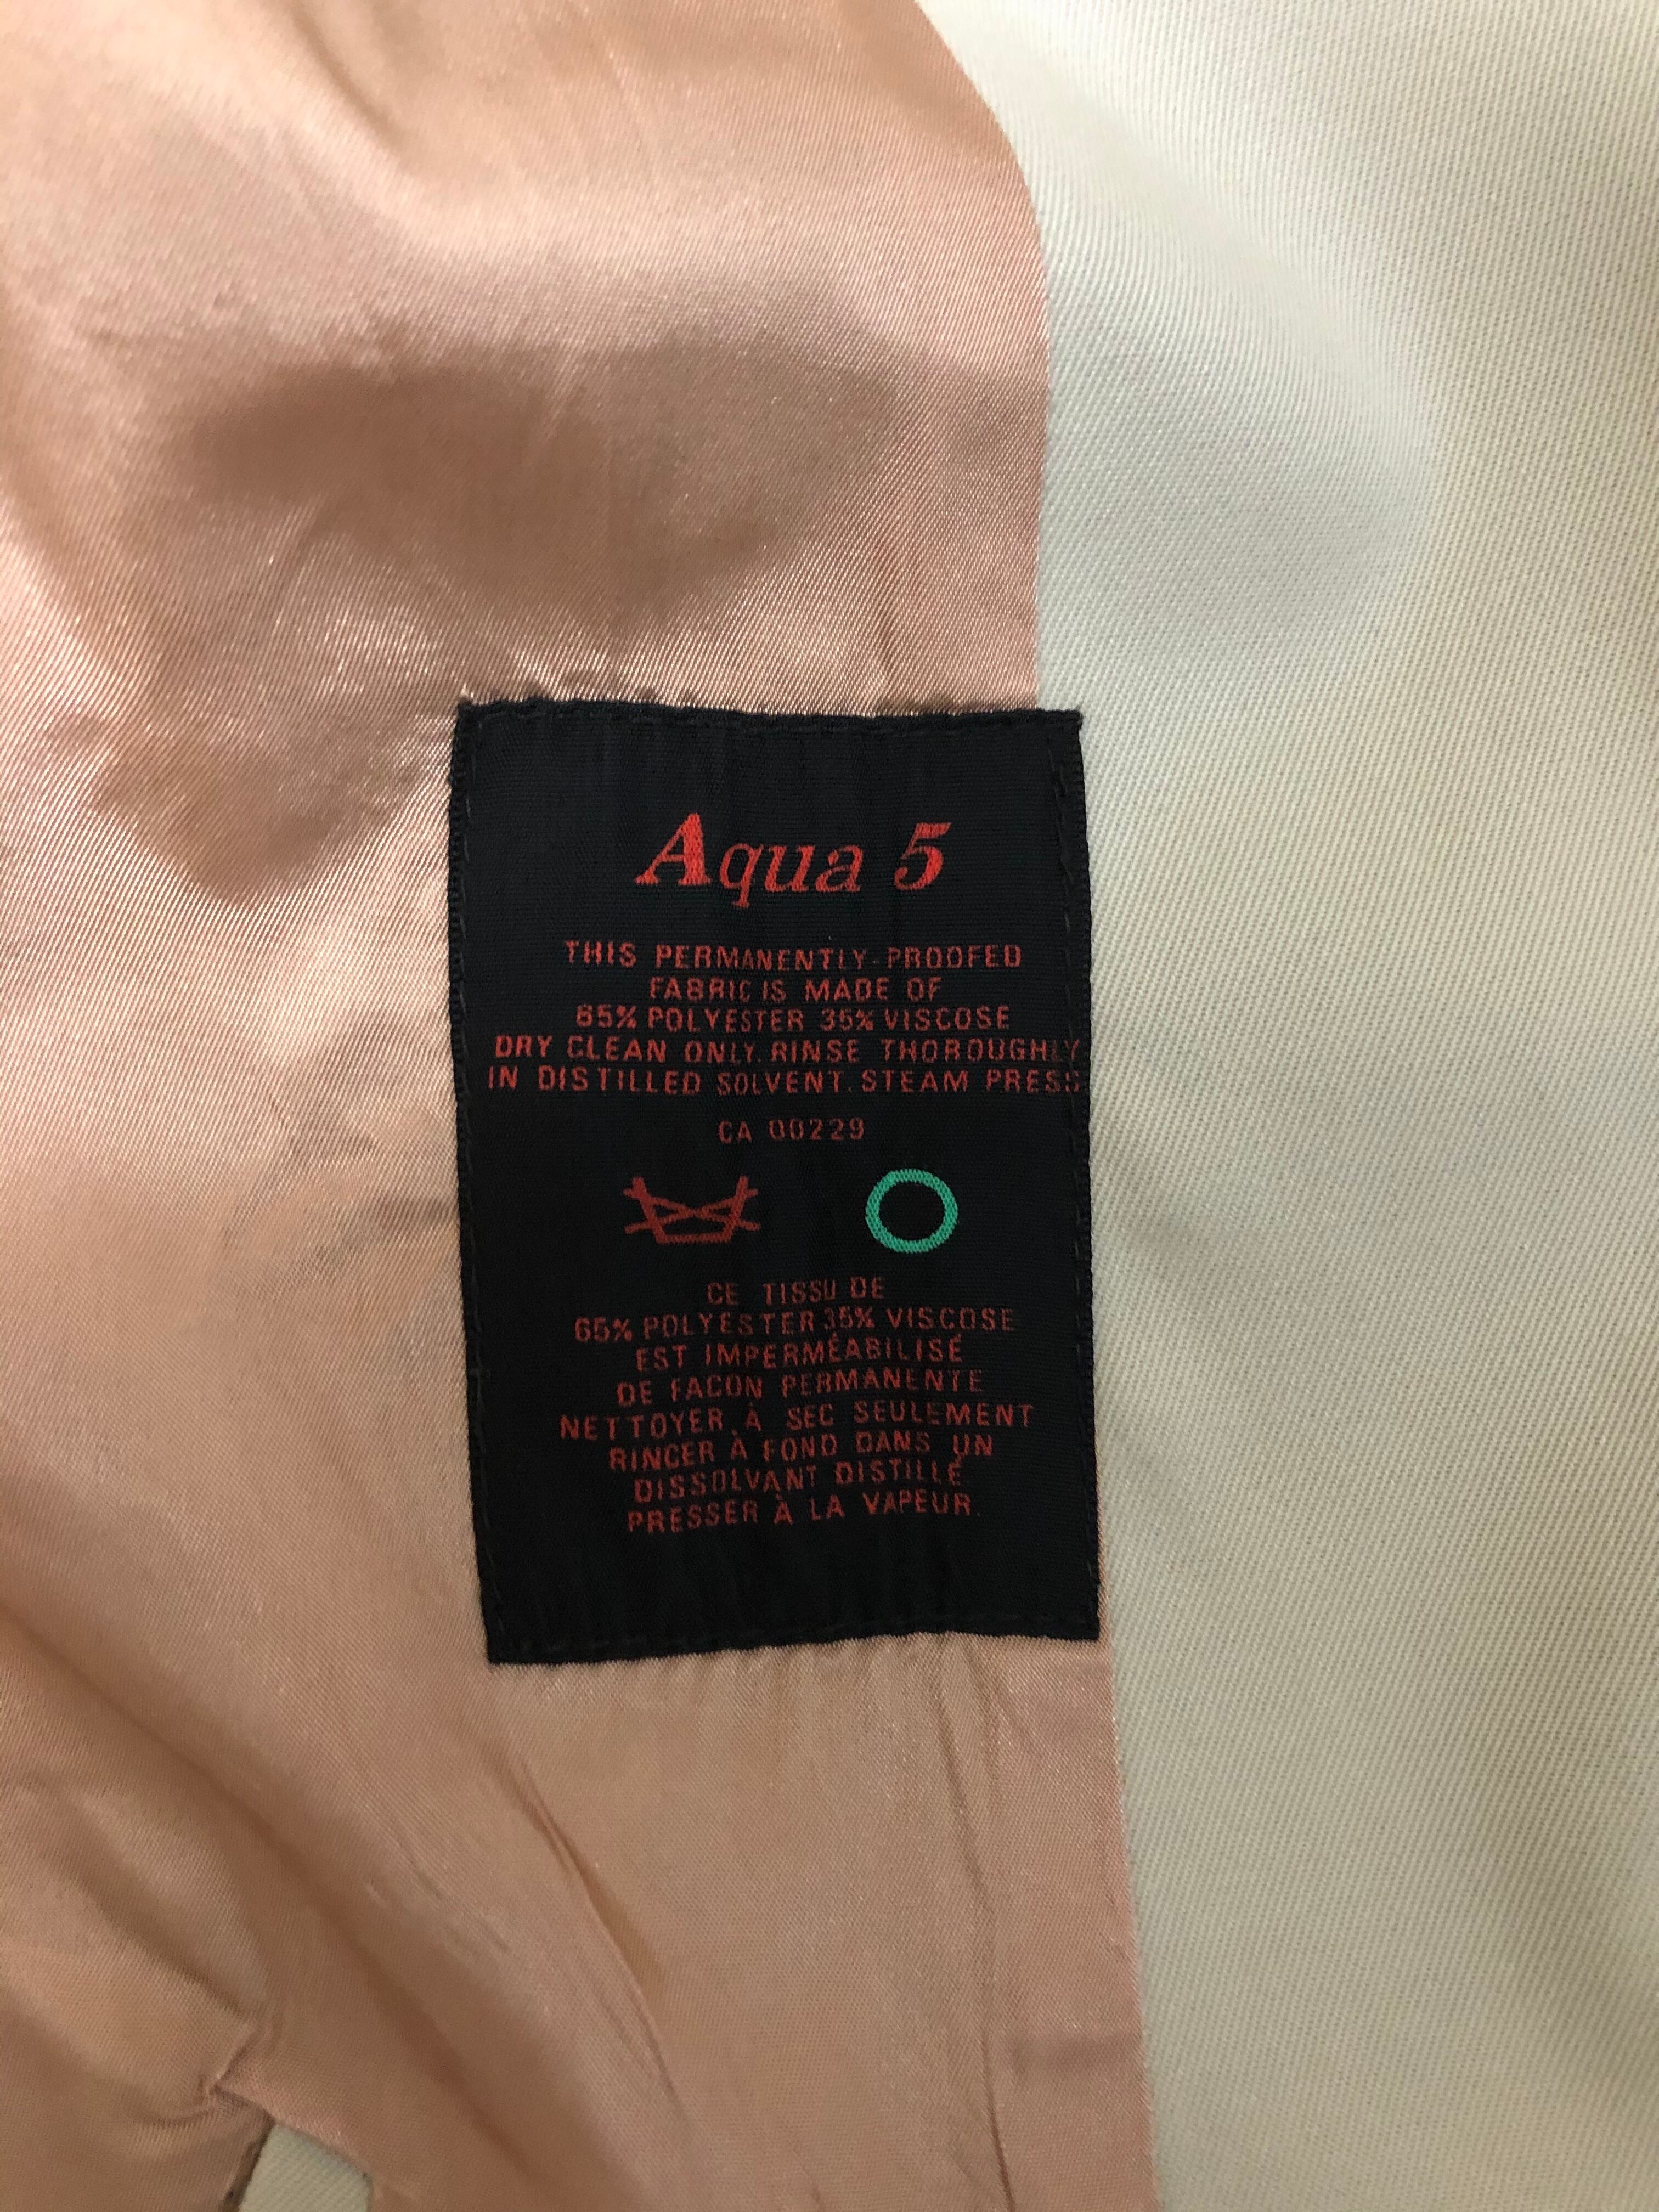 Aqua 5
THIS PERMANENTLY-PROOFED
FABRIC IS MADE OF
65% POLYESTER 35% VISCOSE
DRY CLEAN ONLY. RINSE THOROUGHLY
IN DISTILLED SOLVENT. STEAM PRESS
CA 00229
CE TISSU DE
65% POLYESTER 35% VISCOSE
EST IMPERMÉABILISÉ
DE FACON PERMANENTE
NETTOYER À SEC SEULEMENT
RINCER À FOND DANS UN
DISSOLVANT DISTILLÉ
PRESSER À LA VAPEUR.